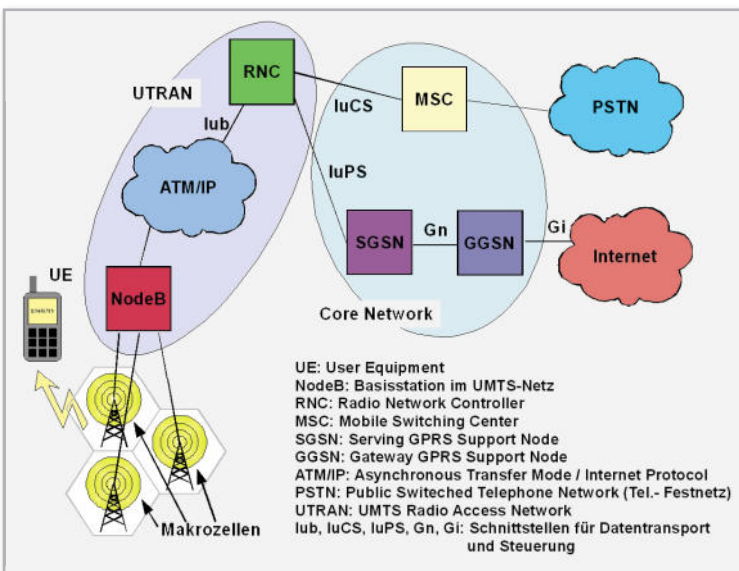 RNC
UTRAN
MSC
IuCS
PSTN
Iub
ATM/IP
IuPS
SGSN
Gn
GGSN
Gi
Internet
UE
NodeB
Core Network
UE: User Equipment
NodeB: Basisstation im UMTS-Netz
RNC: Radio Network Controller
MSC: Mobile Switching Center
SGSN: Serving GPRS Support Node
GGSN: Gateway GPRS Support Node
ATM/IP: Asynchronous Transfer Mode / Internet Protocol
PSTN: Public Switeched Telephone Network (Tel.- Festnetz)
UTRAN: UMTS Radio Access Network
Iub, IuCS, IuPS, Gn, Gi: Schnittstellen für Datentransport
und Steuerung
Makrozellen